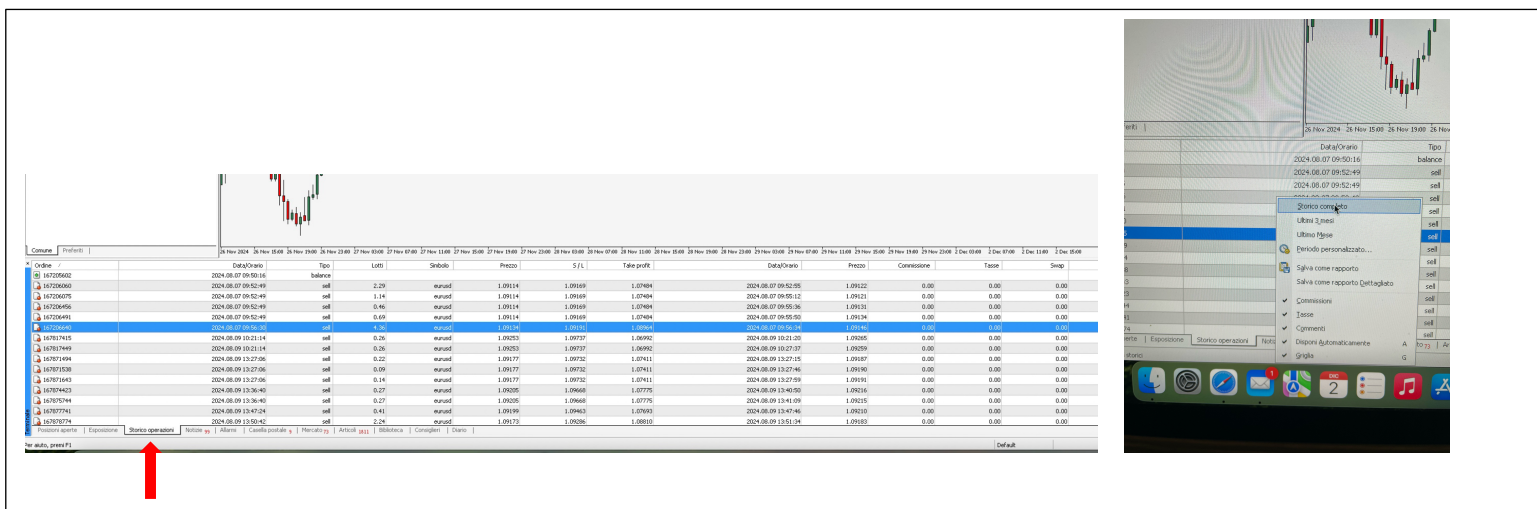 26 Nov 2024 26 Nov 15:00 26 Nov 19:00 26 Nov 23:00 27 Nov 03:00 27 Nov 07:00 27 Nov 11:00 27 Nov 15:00 27 Nov 19:00 27 Nov 23:00 28 Nov 03:00 28 Nov 07:00 28 Nov 11:00 28 Nov 15:00 28 Nov 19:00 28 Nov 23:00 29 Nov 03:00 29 Nov 07:00 29 Nov 11:00 29 Nov 15:00 29 Nov 19:00 29 Nov 23:00 2 Dec 03:00 2 Dec 07:00 2 Dec 11:00 2 Dec 15:00
Comune Preferiti
Ordine / Data/Orario Tipo Lotti Simbolo Prezzo S / L Take profit Data/Orario Prezzo Commissione Tasse Swap
167205602 2024.08.07 09:50:16 balance
167206060 2024.08.07 09:52:49 sell 2.29 eurusd 1.09114 1.09169 1.07484 2024.08.07 09:52:55 1.09122 0.00 0.00 0.00
167206075 2024.08.07 09:52:49 sell 1.14 eurusd 1.09114 1.09169 1.07484 2024.08.07 09:55:12 1.09121 0.00 0.00 0.00
167206456 2024.08.07 09:52:49 sell 0.46 eurusd 1.09114 1.09169 1.07484 2024.08.07 09:55:36 1.09131 0.00 0.00 0.00
167206491 2024.08.07 09:52:49 sell 0.69 eurusd 1.09114 1.09169 1.07484 2024.08.07 09:55:50 1.09134 0.00 0.00 0.00
167206640 2024.08.07 09:56:30 sell 4.36 eurusd 1.09134 1.09191 1.08964 2024.08.07 09:56:34 1.09146 0.00 0.00 0.00
167817415 2024.08.09 10:21:14 sell 0.26 eurusd 1.09253 1.09737 1.06992 2024.08.09 10:21:20 1.09265 0.00 0.00 0.00
167817449 2024.08.09 10:21:14 sell 0.26 eurusd 1.09253 1.09737 1.06992 2024.08.09 10:27:37 1.09259 0.00 0.00 0.00
167871494 2024.08.09 13:27:06 sell 0.22 eurusd 1.09177 1.09732 1.07411 2024.08.09 13:27:15 1.09187 0.00 0.00 0.00
167871538 2024.08.09 13:27:06 sell 0.09 eurusd 1.09177 1.09732 1.07411 2024.08.09 13:27:46 1.09190 0.00 0.00 0.00
167871643 2024.08.09 13:27:06 sell 0.14 eurusd 1.09177 1.09732 1.07411 2024.08.09 13:27:59 1.09191 0.00 0.00 0.00
167874423 2024.08.09 13:36:40 sell 0.27 eurusd 1.09205 1.09668 1.07775 2024.08.09 13:40:50 1.09216 0.00 0.00 0.00
167875744 2024.08.09 13:36:40 sell 0.27 eurusd 1.09205 1.09668 1.07775 2024.08.09 13:41:09 1.09215 0.00 0.00 0.00
167877741 2024.08.09 13:47:24 sell 0.41 eurusd 1.09199 1.09463 1.07693 2024.08.09 13:47:46 1.09210 0.00 0.00 0.00
167878774 2024.08.09 13:50:42 sell 2.24 eurusd 1.09173 1.09286 1.08810 2024.08.09 13:51:34 1.09183 0.00 0.00 0.00
Posizioni aperte | Esposizione | Storico operazioni | Notizie 99 | Allarmi | Casella postale 9 | Mercato 73 | Articoli 1811 | Biblioteca | Consiglieri | Diario |
Per aiuto, premi F1 Default
26 Nov 2024 26 Nov 15:00 26 Nov 19:00 26 Nov
Data/Orario Tipo
2024.08.07 09:50:16 balance
2024.08.07 09:52:49 sell
2024.08.07 09:52:49 sell
sell
Storico completo sell
Ultimi 3 mesi sell
Ultimo Mese sell
Periodo personalizzato... sell
sell
Salva come rapporto sell
Salva come rapporto Dettagliato sell
Commissioni sell
Tasse sell
Commenti sell
Esposizione | Storico operazioni
Disponi Automaticamente A
Griglia G
storici
DIC
2
1